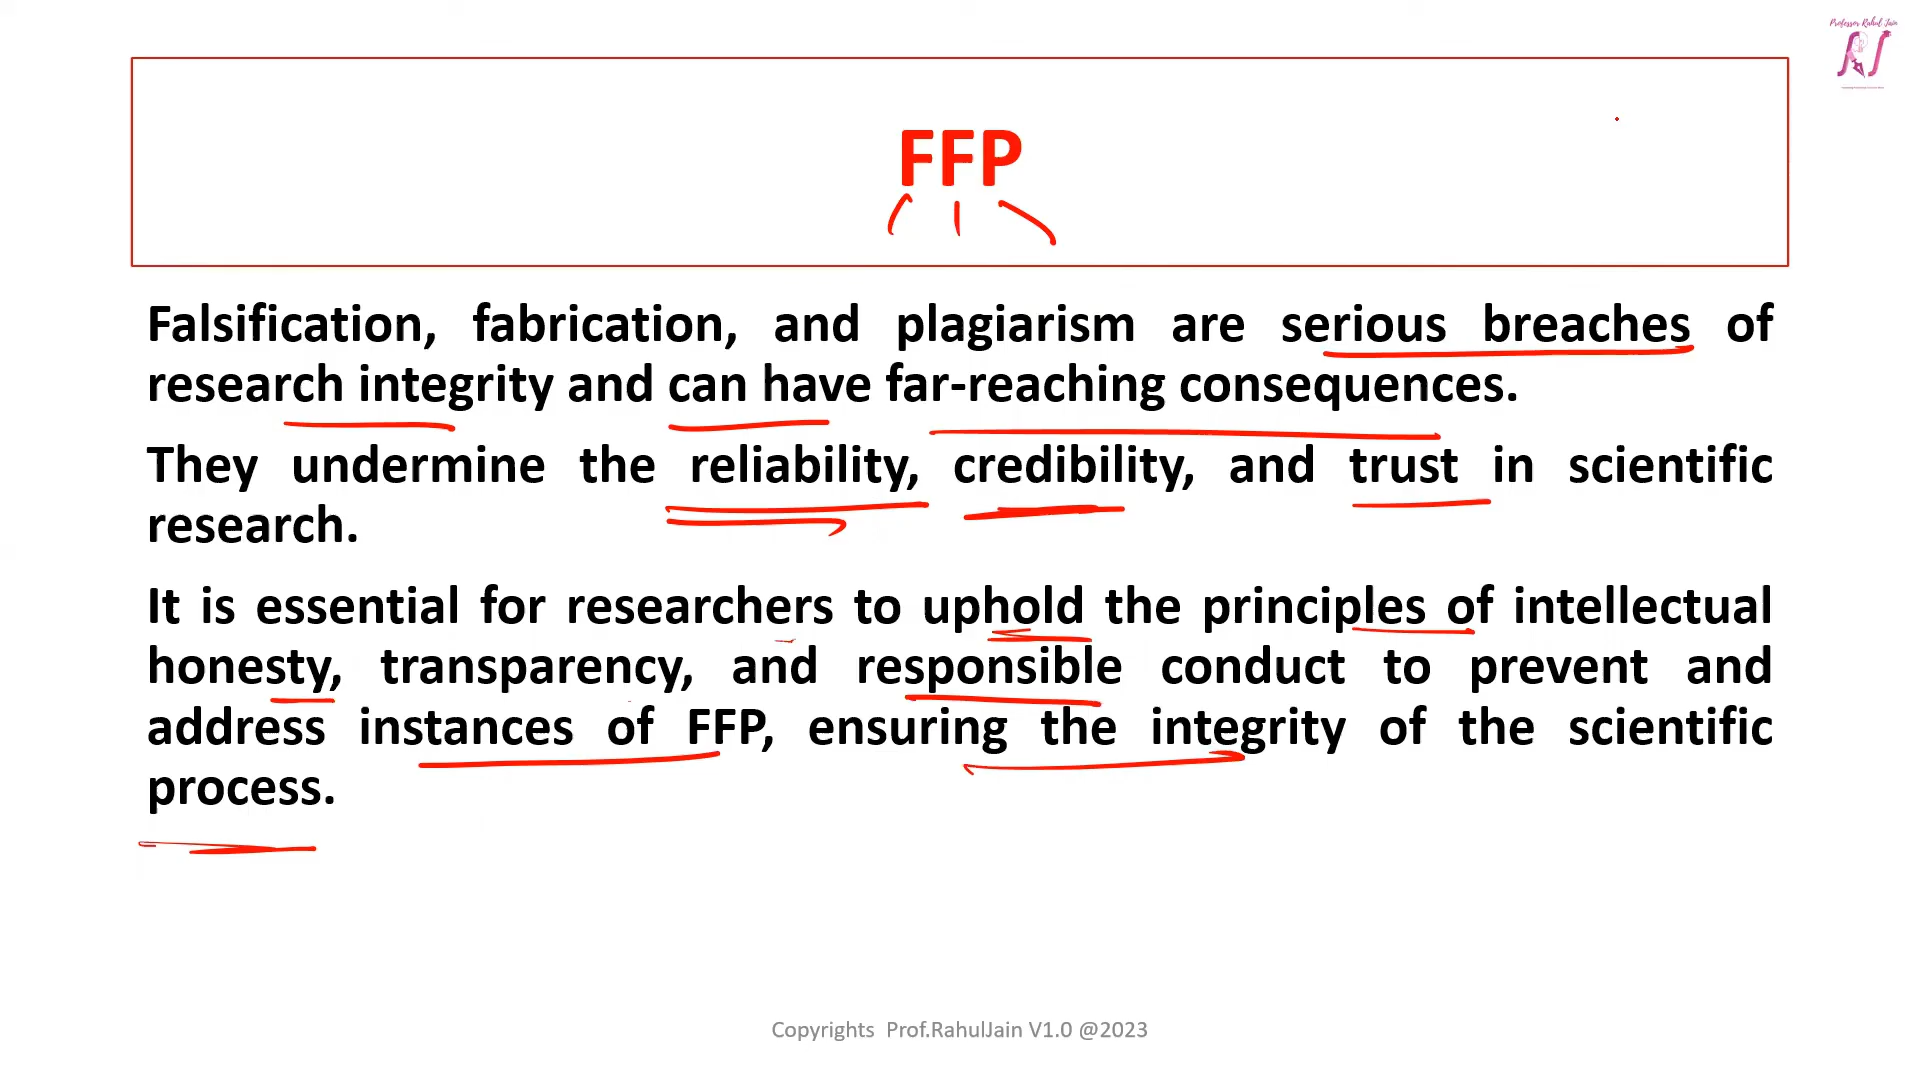 Professor Rahul Jain
FFP
Falsification, fabrication, and plagiarism are serious breaches of
research integrity and can have far-reaching consequences.
They undermine the reliability, credibility, and trust in scientific
research.
It is essential for researchers to uphold the principles of intellectual
honesty, transparency, and responsible conduct to prevent and
address instances of FFP, ensuring the integrity of the scientific
process.
Copyrights Prof.RahulJain V1.0 @2023